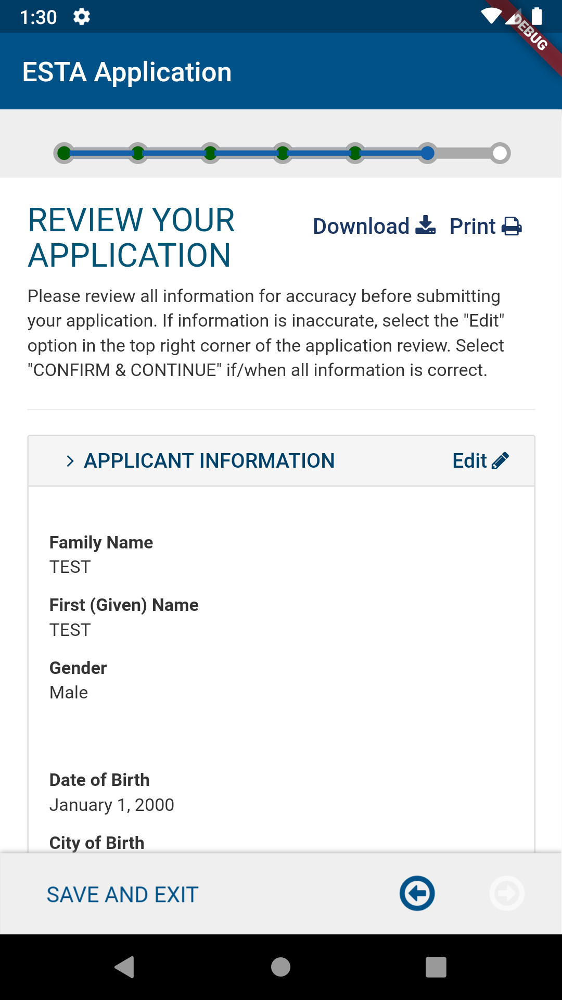 1:30
DEBUG
ESTA Application
REVIEW YOUR
APPLICATION
Download
Print
Please review all information for accuracy before submitting
your application. If information is inaccurate, select the "Edit"
option in the top right corner of the application review. Select
"CONFIRM & CONTINUE" if/when all information is correct.
APPLICANT INFORMATION
Edit
Family Name
TEST
First (Given) Name
TEST
Gender
Male
Date of Birth
January 1, 2000
City of Birth
SAVE AND EXIT